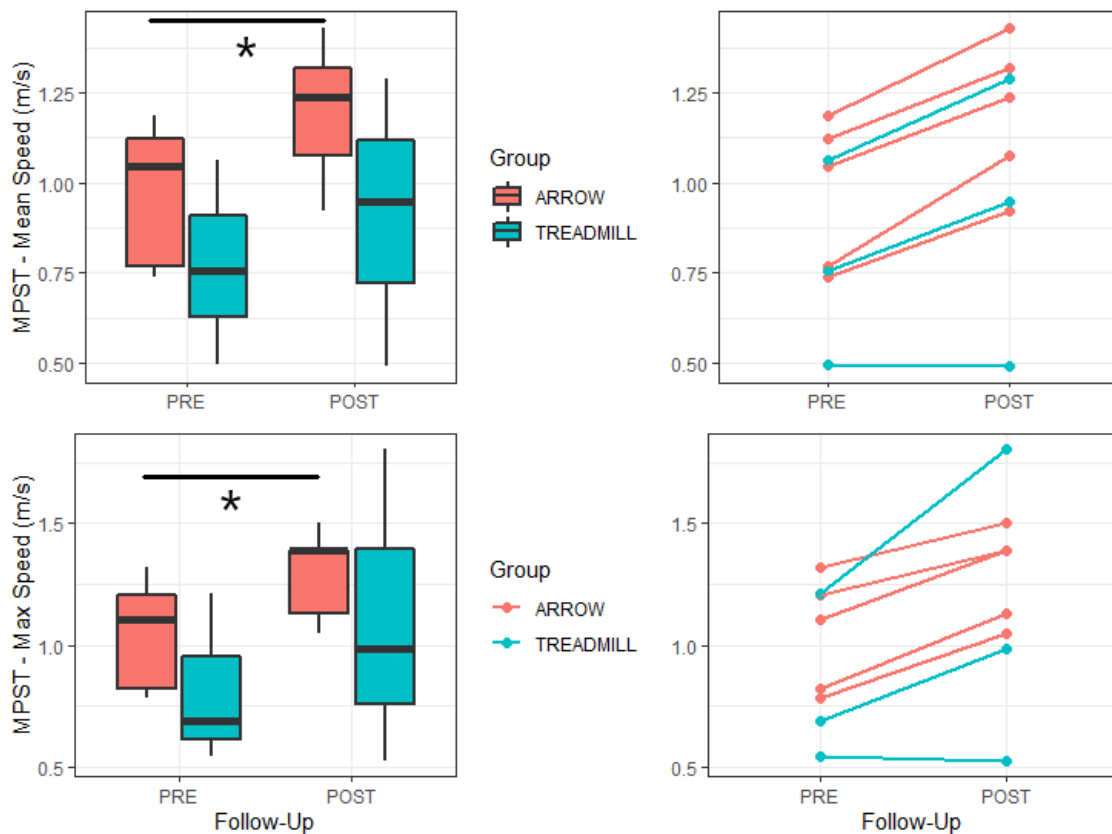 MPST - Mean Speed (m/s)
1.25
1.00
0.75
0.50
*
PRE
POST
Group
ARROW
TREADMILL
1.25
1.00
0.75
0.50
PRE
POST
MPST - Max Speed (m/s)
1.5
1.0
0.5
*
PRE
POST
Follow-Up
Group
ARROW
TREADMILL
1.5
1.0
0.5
PRE
POST
Follow-Up